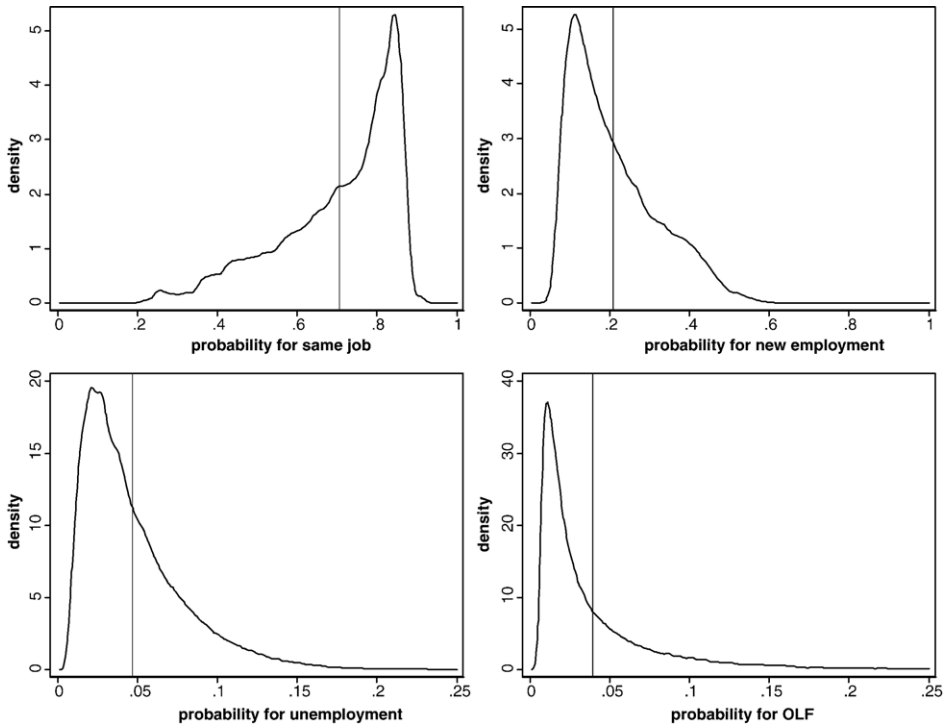 density
5
4
3
2
1
0
0 .2 .4 .6 .8 1
probability for same job
density
5
4
3
2
1
0
0 .2 .4 .6 .8 1
probability for new employment
density
20
15
10
5
0
0 .05 .1 .15 .2 .25
probability for unemployment
density
40
30
20
10
0
0 .05 .1 .15 .2 .25
probability for OLF